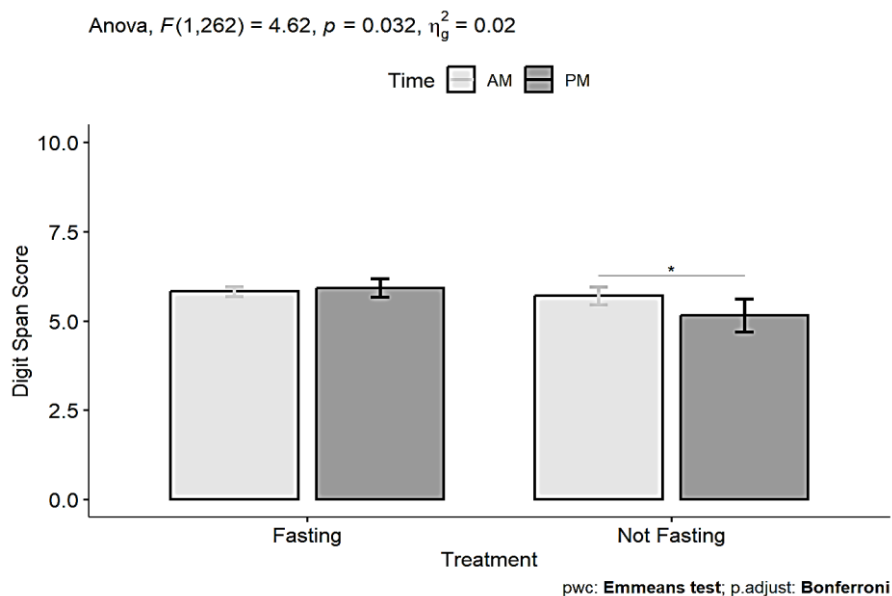 Anova, F(1,262) = 4.62, p = 0.032, η²g = 0.02
Time AM PM
Digit Span Score
10.0
7.5
5.0
2.5
0.0
*
Fasting Not Fasting
Treatment
pwc: Emmeans test; p.adjust: Bonferroni